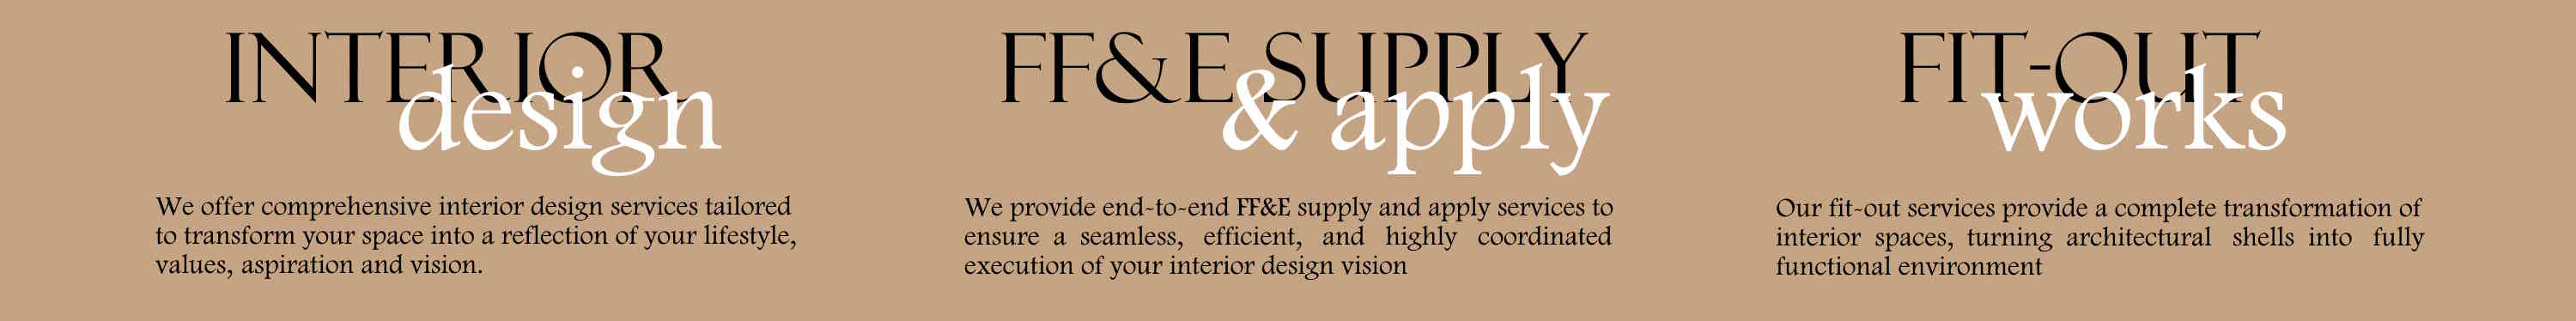 INTERIOR
design
We offer comprehensive interior design services tailored
to transform your space into a reflection of your lifestyle,
values, aspiration and vision.
FF&E SUPPLY
& apply
We provide end-to-end FF&E supply and apply services to
ensure a seamless, efficient, and highly coordinated
execution of your interior design vision
FIT-OUT
works
Our fit-out services provide a complete transformation of
interior spaces, turning architectural shells into fully
functional environment